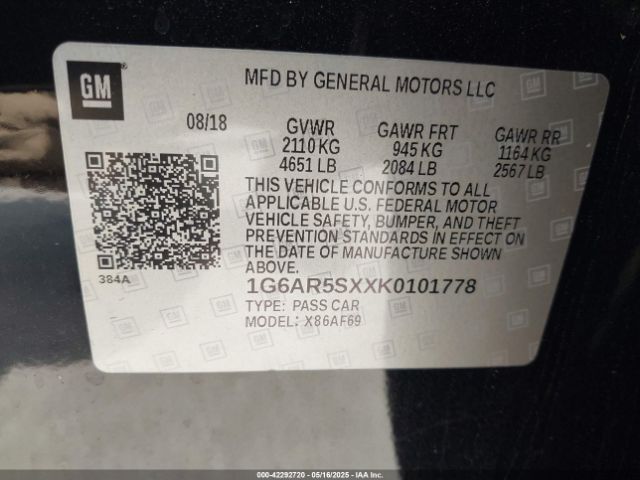 GM
MFD BY GENERAL MOTORS LLC
08/18 GVWR GAWR FRT GAWR RR
2110 KG 945 KG 1164 KG
4651 LB 2084 LB 2567 LB
THIS VEHICLE CONFORMS TO ALL
APPLICABLE U.S. FEDERAL MOTOR
VEHICLE SAFETY, BUMPER, AND THEFT
PREVENTION STANDARDS IN EFFECT ON
THE DATE OF MANUFACTURE SHOWN
ABOVE.
384A
1G6AR5SXXK0101778
TYPE: PASS CAR
MODEL: X86AF69
000-42292720 - 05/16/2025 - IAA Inc.